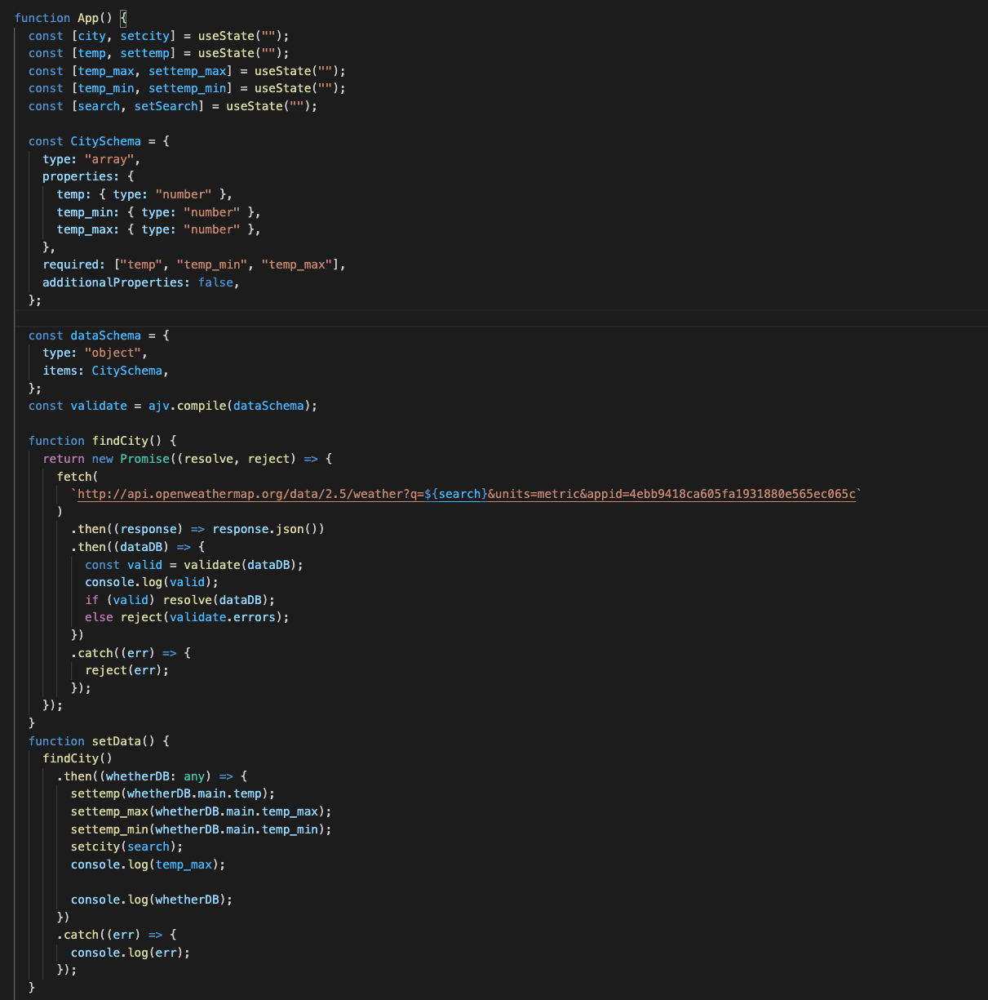 function App() {
const [city, setcity] = useState("");
const [temp, settemp] = useState("");
const [temp_max, settemp_max] = useState("");
const [temp_min, settemp_min] = useState("");
const [search, setSearch] = useState("");
const CitySchema = {
type: "array",
properties: {
temp: { type: "number" },
temp_min: { type: "number" },
temp_max: { type: "number" },
},
required: ["temp", "temp_min", "temp_max"],
additionalProperties: false,
};
const dataSchema = {
type: "object",
items: CitySchema,
};
const validate = ajv.compile(dataSchema);
function findCity() {
return new Promise((resolve, reject) => {
fetch(
`http://api.openweathermap.org/data/2.5/weather?q=${search}&units=metric&appid=4ebb9418ca605fa1931880e565ec065c`
)
.then((response) => response.json())
.then((dataDB) => {
const valid = validate(dataDB);
console.log(valid);
if (valid) resolve(dataDB);
else reject(validate.errors);
})
.catch((err) => {
reject(err);
});
});
}
function setData() {
findCity()
.then((whetherDB: any) => {
settemp(whetherDB.main.temp);
settemp_max(whetherDB.main.temp_max);
settemp_min(whetherDB.main.temp_min);
setcity(search);
console.log(temp_max);
console.log(whetherDB);
})
.catch((err) => {
console.log(err);
});
}